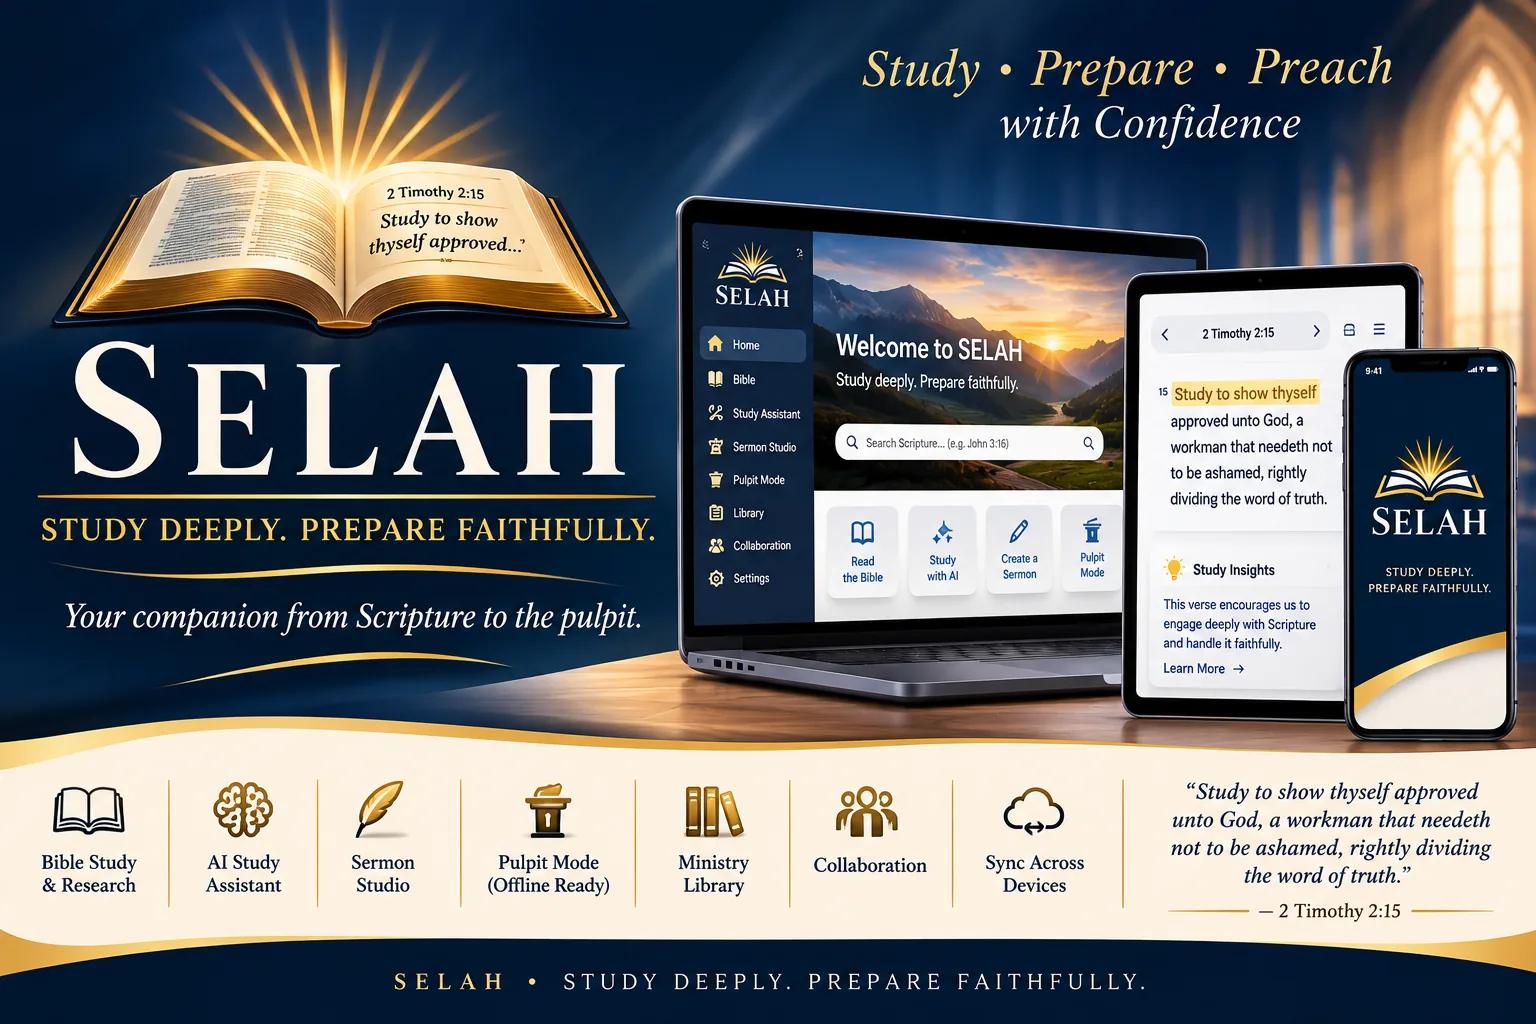 Study • Prepare • Preach
with Confidence
2 Timothy 2:15
Study to show
thyself approved...’
SELAH
STUDY DEEPLY. PREPARE FAITHFULLY.
Your companion from Scripture to the pulpit.
SELAH
Home
Bible
Study Assistant
Sermon Studio
Pulpit Mode
Library
Collaboration
Settings
Welcome to SELAH
Study deeply. Prepare faithfully.
Search Scripture... (e.g. John 3:16)
Read
the Bible
Study
with AI
Create a
Sermon
Pulpit
Mode
2 Timothy 2:15
15 Study to show thyself
approved unto God, a
workman that needeth not
to be ashamed, rightly
dividing the word of truth.
Study Insights
This verse encourages us to
engage deeply with Scripture
and handle it faithfully.
Learn More →
9:41
SELAH
STUDY DEEPLY.
PREPARE FAITHFULLY.
Bible Study
& Research
AI Study
Assistant
Sermon
Studio
Pulpit Mode
(Offline Ready)
Ministry
Library
Collaboration
Sync Across
Devices
“Study to show thyself approved
unto God, a workman that needeth
not to be ashamed, rightly dividing
the word of truth.”
— 2 Timothy 2:15
SELAH • STUDY DEEPLY. PREPARE FAITHFULLY.